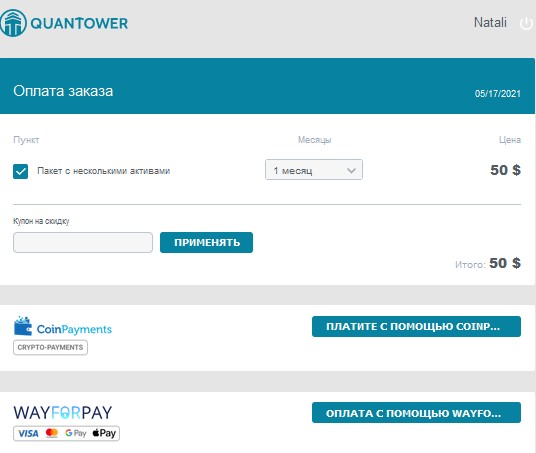 QUANTOWER
Natali
Оплата заказа
05/17/2021
Пункт
Месяцы
Цена
Пакет с несколькими активами
1 месяц
50 $
Купон на скидку
ПРИМЕНЯТЬ
Итого: 50 $
CoinPayments
CRYPTO-PAYMENTS
ПЛАТИТЕ С ПОМОЩЬЮ COINP...
WAYFORPAY
VISA G Pay Pay
ОПЛАТА С ПОМОЩЬЮ WAYFO...